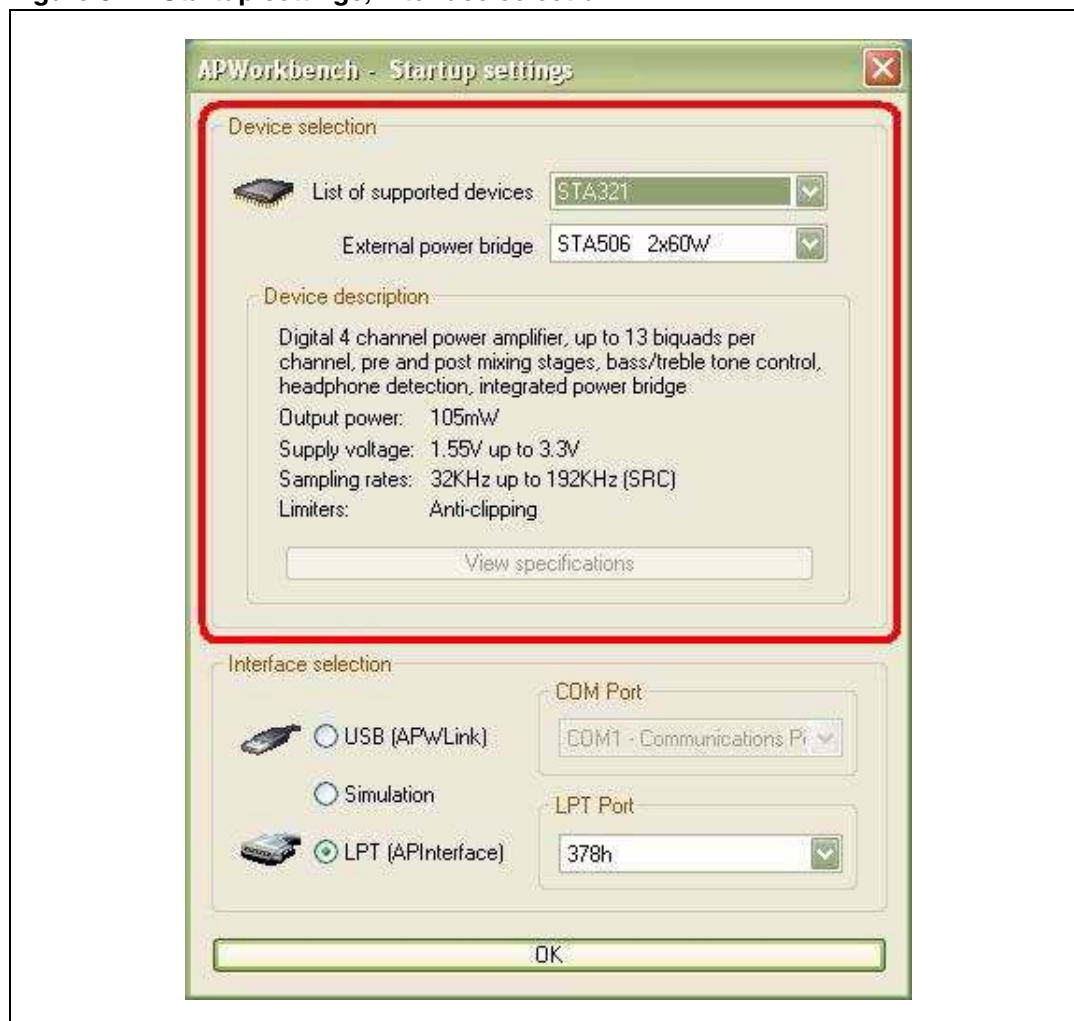 APWorkbench - Startup settings
Device selection
List of supported devices STA321
External power bridge STA506 2x60W
Device description
Digital 4 channel power amplifier, up to 13 biquads per
channel, pre and post mixing stages, bass/treble tone control,
headphone detection, integrated power bridge
Output power: 105mW
Supply voltage: 1.55V up to 3.3V
Sampling rates: 32KHz up to 192KHz (SRC)
Limiters: Anti-clipping
View specifications
Interface selection
COM Port
USB (APWLink) COM1 - Communications
Simulation
LPT Port
LPT (APInterface) 378h
OK